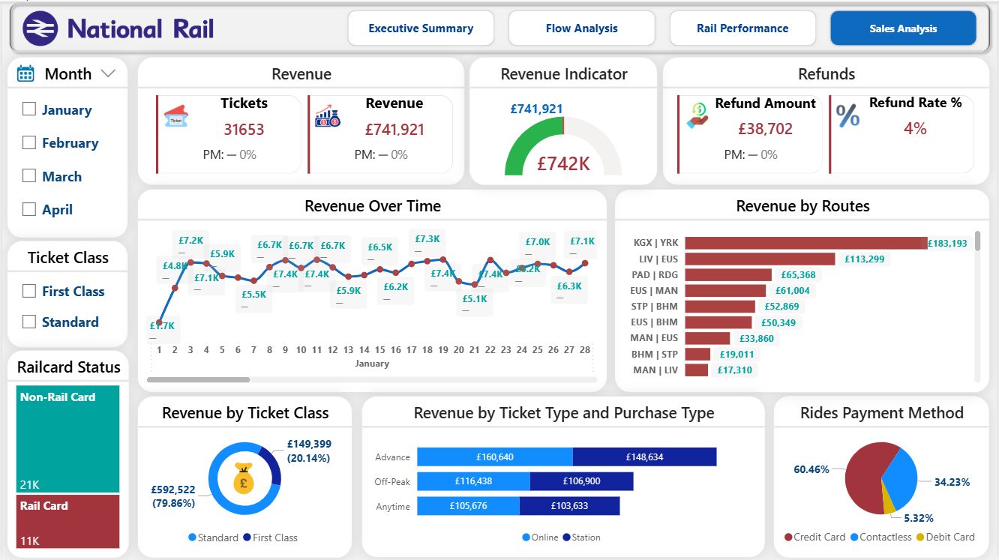 National Rail
Executive Summary
Flow Analysis
Rail Performance
Sales Analysis
Month
January
February
March
April
Ticket Class
First Class
Standard
Railcard Status
Non-Rail Card
21K
Rail Card
11K
Revenue
Ticket
Tickets
31653
PM: — 0%
Revenue
£741,921
PM: — 0%
Revenue Indicator
£741,921
£742K
Refunds
Refund Amount
£38,702
PM: — 0%
%
Refund Rate %
4%
Revenue Over Time
£1.7K
£4.8K
£7.2K
£7.1K
£5.9K
£5.5K
£6.7K
£7.4K
£6.7K
£7.4K
£6.7K
£5.9K
£6.5K
£6.2K
£7.3K
£7.4K
£5.1K
£7.4K
£6.2K
£7.0K
£6.3K
£7.1K
1 2 3 4 5 6 7 8 9 10 11 12 13 14 15 16 17 18 19 20 21 22 23 24 25 26 27 28
January
Revenue by Routes
KGX | YRK £183,193
LIV | EUS £113,299
PAD | RDG £65,368
EUS | MAN £61,004
STP | BHM £52,869
EUS | BHM £50,349
MAN | EUS £33,860
BHM | STP £19,011
MAN | LIV £17,310
Revenue by Ticket Class
£149,399
(20.14%)
£592,522
(79.86%)
£
Standard First Class
Revenue by Ticket Type and Purchase Type
Advance £160,640 £148,634
Off-Peak £116,438 £106,900
Anytime £105,676 £103,633
Online Station
Rides Payment Method
60.46%
34.23%
5.32%
Credit Card Contactless Debit Card